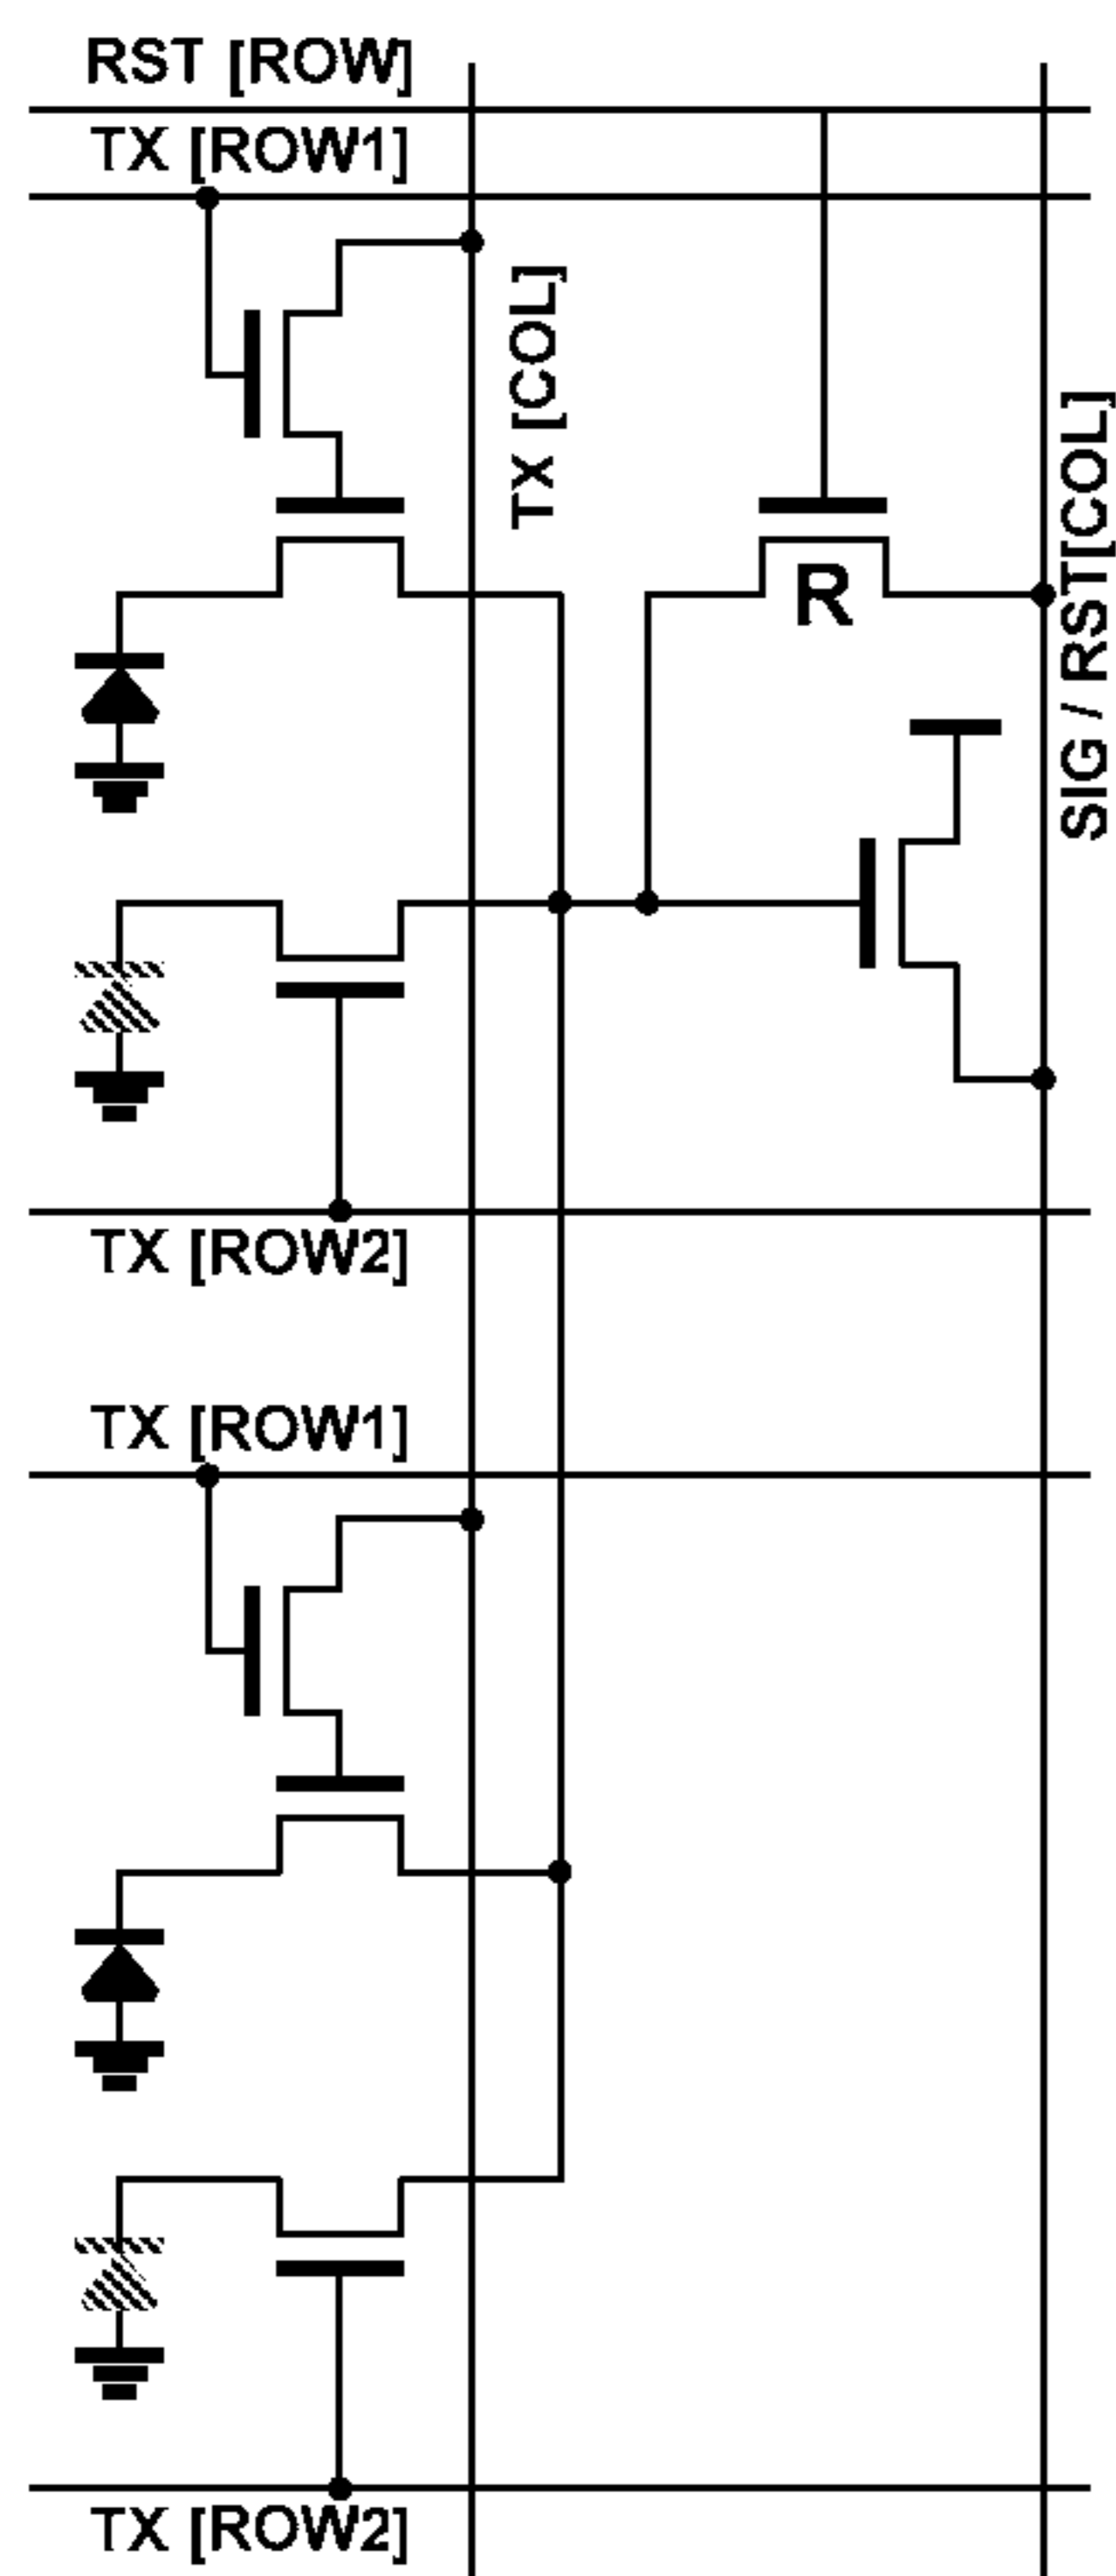 RST [ROW]
TX [ROW1]
TX [COL]
SIG / RST[COL]
R
TX [ROW2]
TX [ROW1]
TX [ROW2]